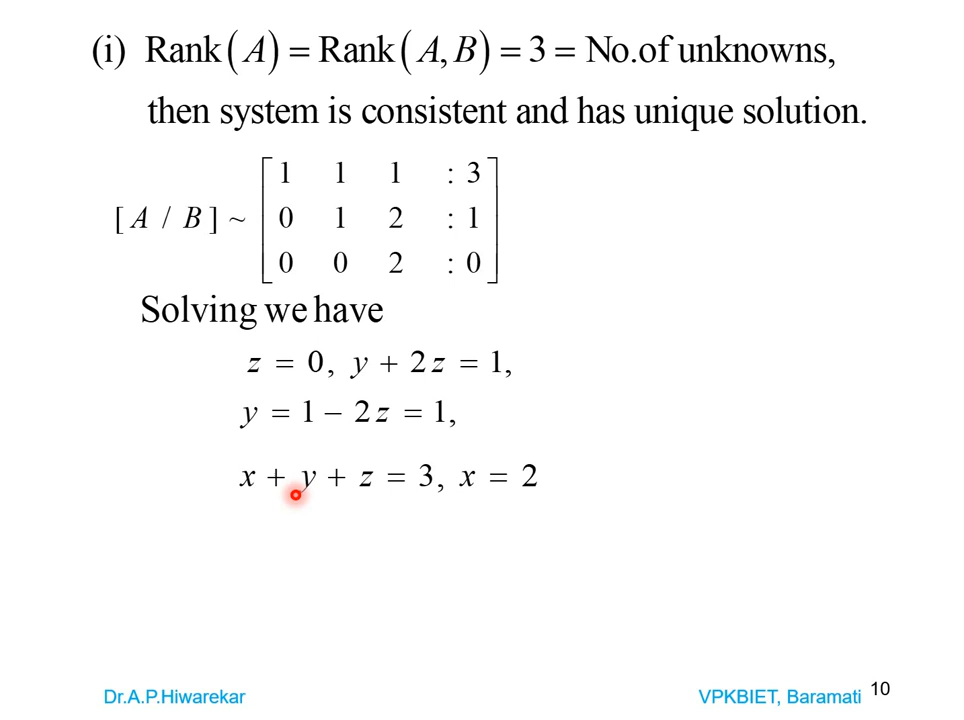 (i) Rank(A) = Rank(A, B) = 3 = No.of unknowns,
then system is consistent and has unique solution.
1 1 1 : 3
[ A / B ] ~ 0 1 2 : 1
0 0 2 : 0
Solving we have
z = 0, y + 2z = 1,
y = 1 − 2z = 1,
x + y + z = 3, x = 2
Dr.A.P.Hiwarekar VPKBIET, Baramati 10